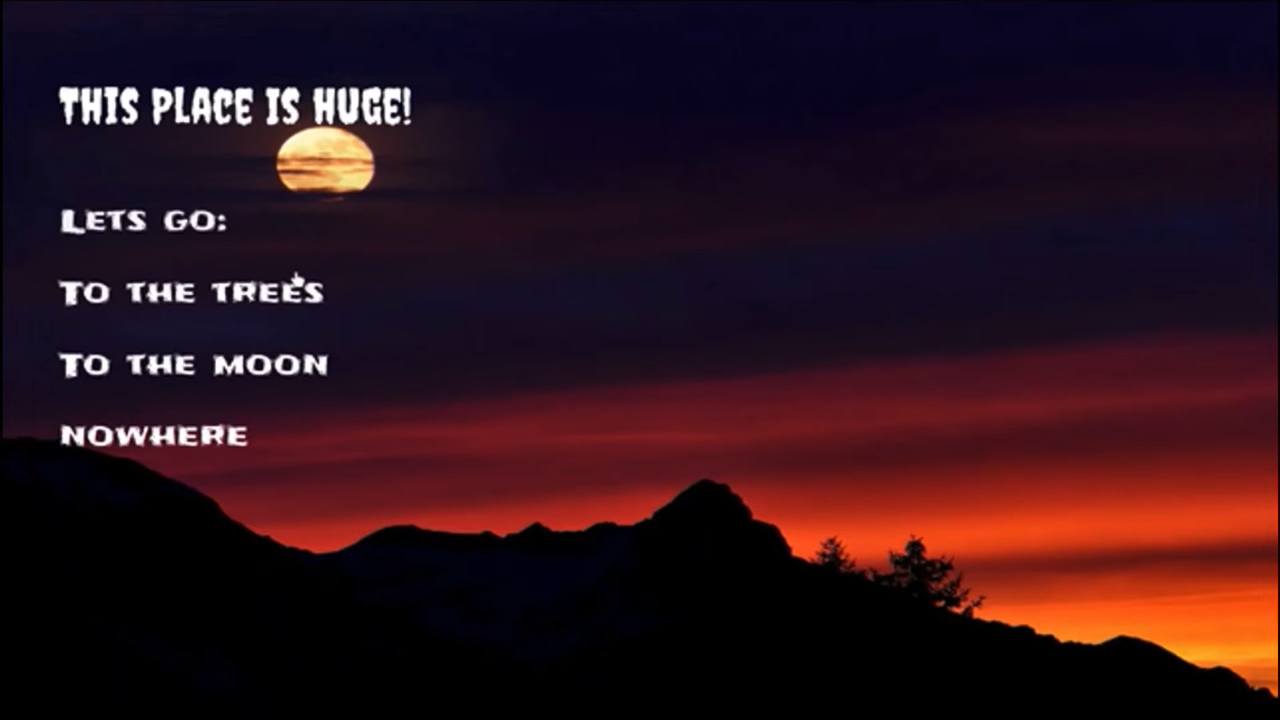 THIS PLACE IS HUGE!
LETS GO:
TO THE TREES
TO THE MOON
NOWHERE